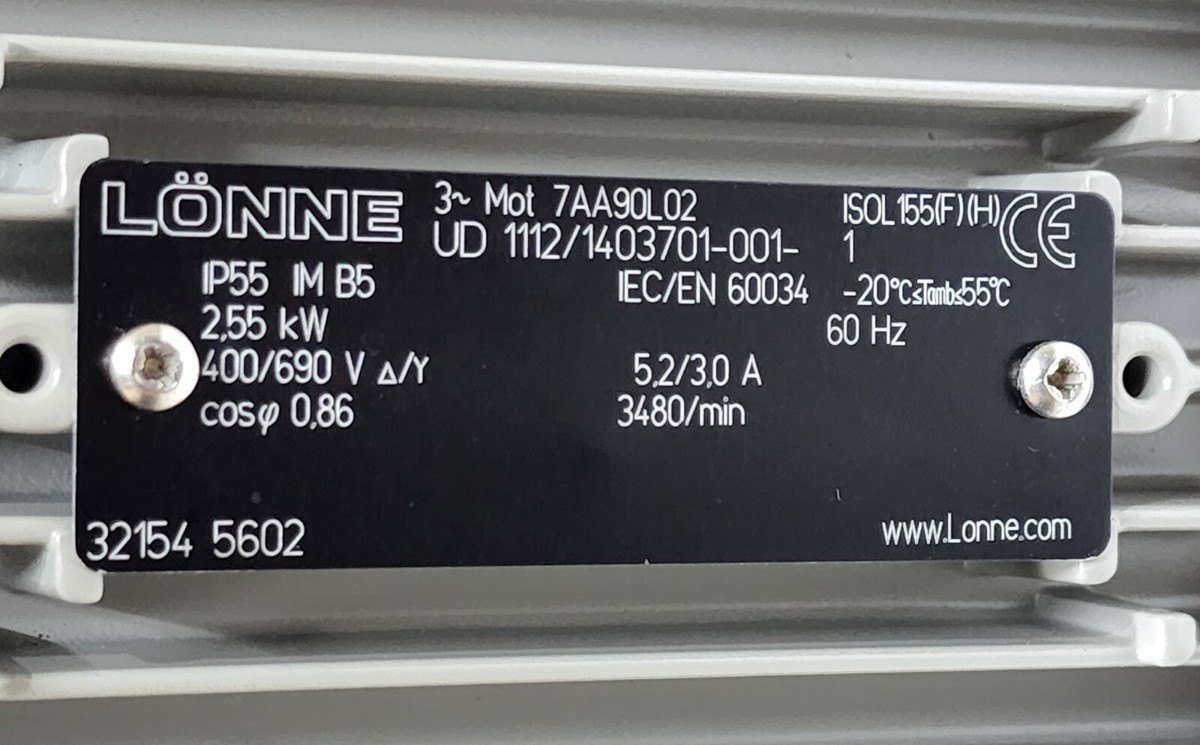 LÖNNE
3~ Mot 7AA90L02 ISOL 155(F)(H) CE
UD 1112/1403701-001- 1
IP55 IM B5 IEC/EN 60034 -20°C≤Tamb≤55°C
2,55 kW 60 Hz
400/690 V Δ/Y 5,2/3,0 A
cosφ 0,86 3480/min
32154 5602 www.Lonne.com